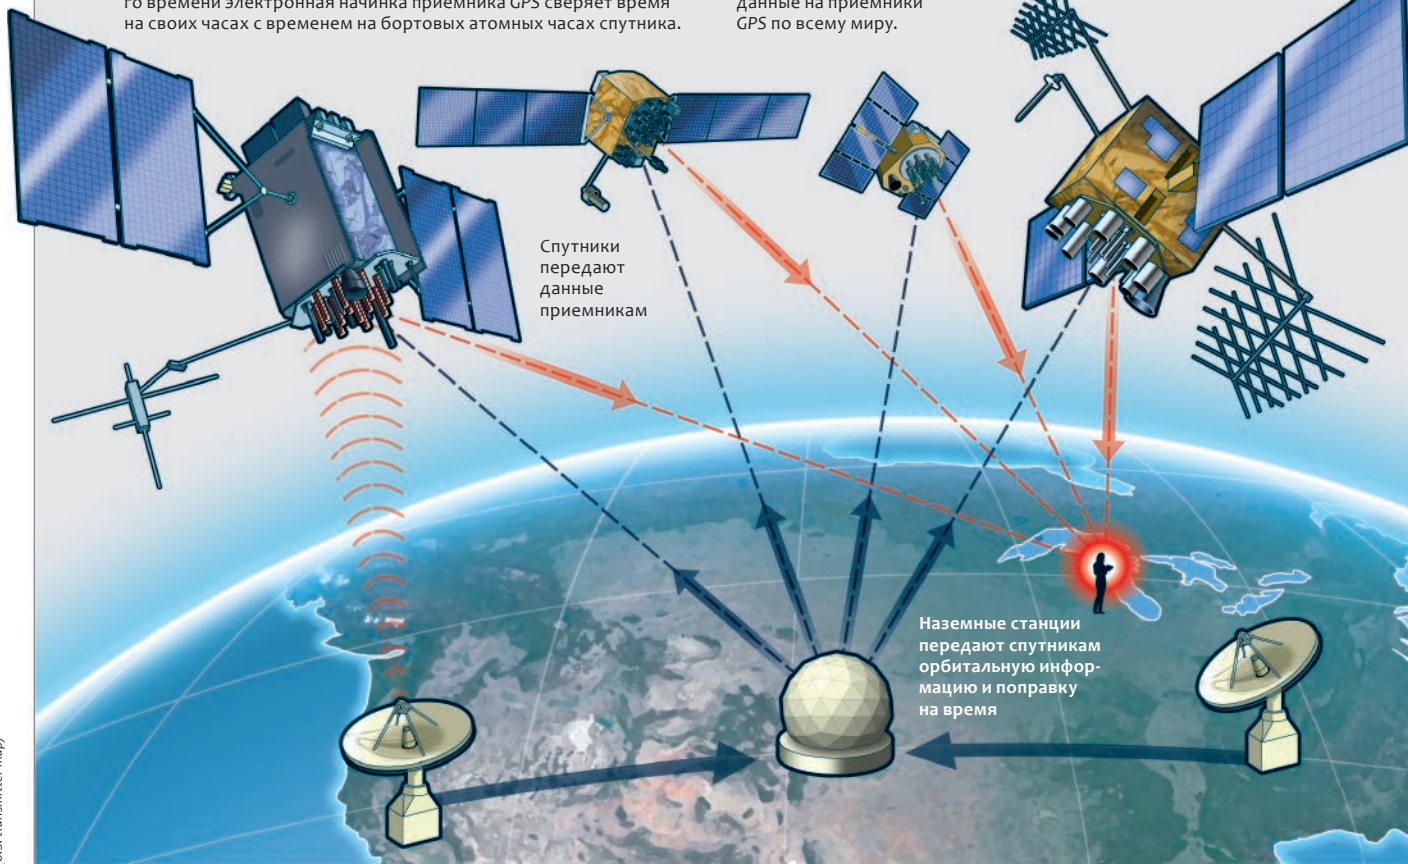 го времени электронная начинка приемника GPS сверяет время
на своих часах с временем на бортовых атомных часах спутника.
данные на приемники
GPS по всему миру.
Спутники
передают
данные
приемникам
Наземные станции
передают спутникам
орбитальную инфор-
мацию и поправку
на время
transmitter map)